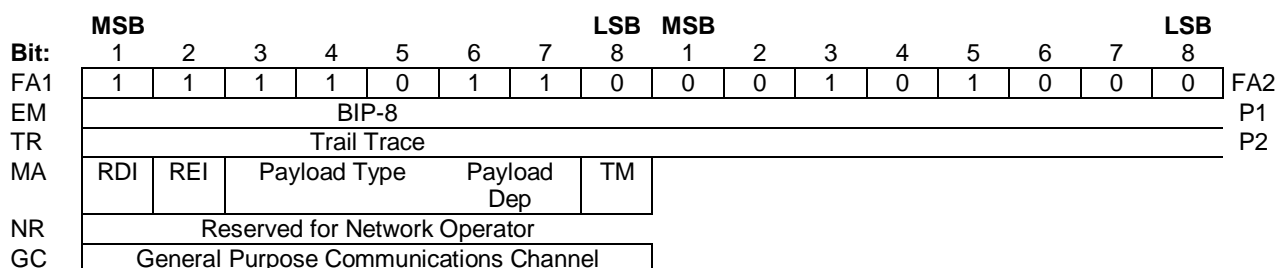 MSB LSB MSB LSB
Bit: 1 2 3 4 5 6 7 8 1 2 3 4 5 6 7 8
FA1 1 1 1 1 0 1 1 0 0 0 1 0 1 0 0 0 FA2
EM BIP-8 P1
TR Trail Trace P2
MA RDI REI Payload Type Payload TM
Dep
NR Reserved for Network Operator
GC General Purpose Communications Channel